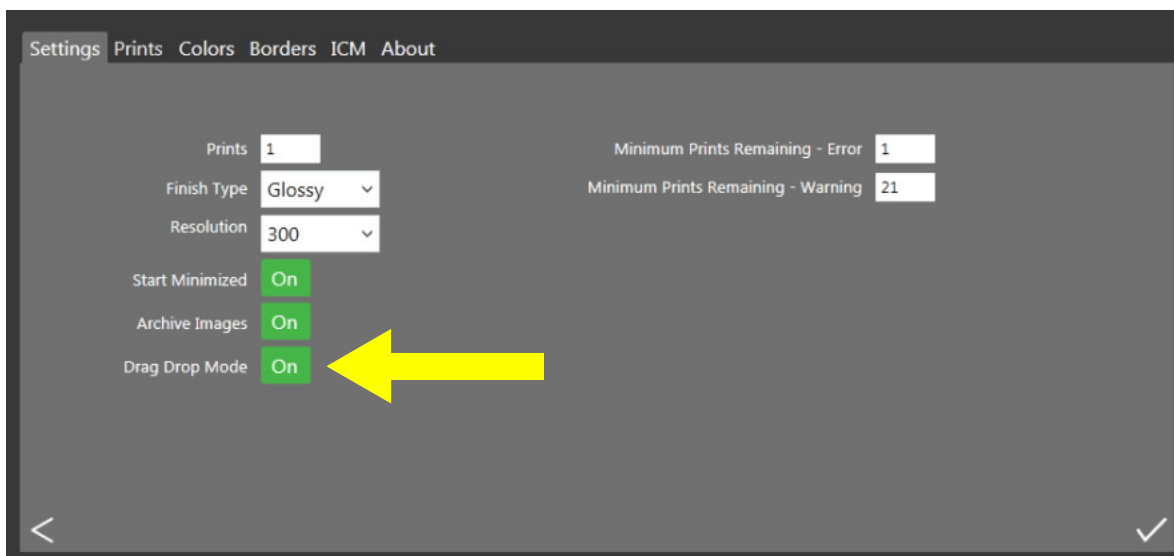 Settings Prints Colors Borders ICM About
Prints 1
Finish Type Glossy
Resolution 300
Start Minimized On
Archive Images On
Drag Drop Mode On
Minimum Prints Remaining - Error 1
Minimum Prints Remaining - Warning 21